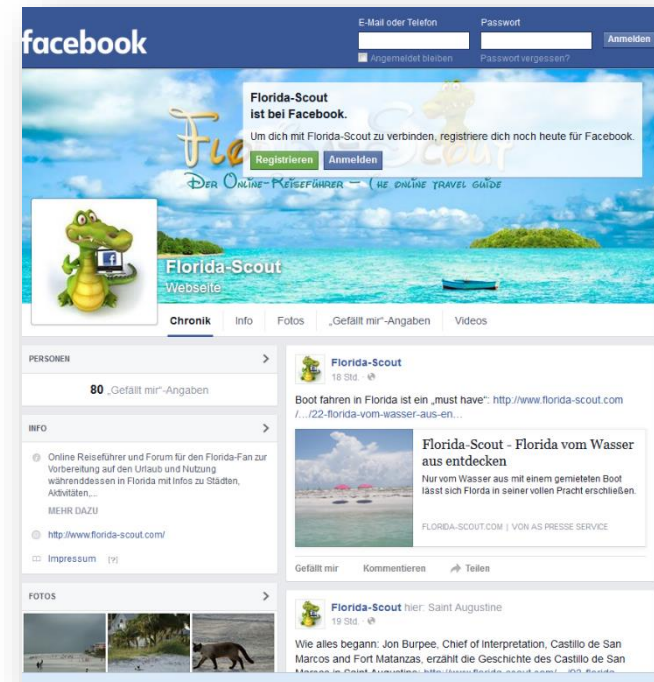 facebook
E-Mail oder Telefon
Passwort
Anmelden
Angemeldet bleiben
Passwort vergessen?
Florida-Scout
ist bei Facebook.
Um dich mit Florida-Scout zu verbinden, registriere dich noch heute für Facebook.
Registrieren
Anmelden
Florida-Scout
DER ONLINE-REISEFÜHRER – THE ONLINE TRAVEL GUIDE
Florida-Scout
Webseite
Chronik
Info
Fotos
„Gefällt mir“-Angaben
Videos
PERSONEN
80 „Gefällt mir“-Angaben
INFO
Online Reiseführer und Forum für den Florida-Fan zur
Vorbereitung auf den Urlaub und Nutzung
währenddessen in Florida mit Infos zu Städten,
Aktivitäten,...
MEHR DAZU
http://www.florida-scout.com/
Impressum [?]
FOTOS
Florida-Scout
18 Std. ·
Boot fahren in Florida ist ein „must have“: http://www.florida-scout.com
/…/22-florida-vom-wasser-aus-en…
Florida-Scout - Florida vom Wasser
aus entdecken
Nur vom Wasser aus mit einem gemieteten Boot
lässt sich Florda in seiner vollen Pracht erschließen.
FLORIDA-SCOUT.COM | VON AS PRESSE SERVICE
Gefällt mir
Kommentieren
Teilen
Florida-Scout hier: Saint Augustine
19 Std. ·
Wie alles begann: Jon Burpee, Chief of Interpretation, Castillo de San
Marcos and Fort Matanzas, erzählt die Geschichte des Castillo de San